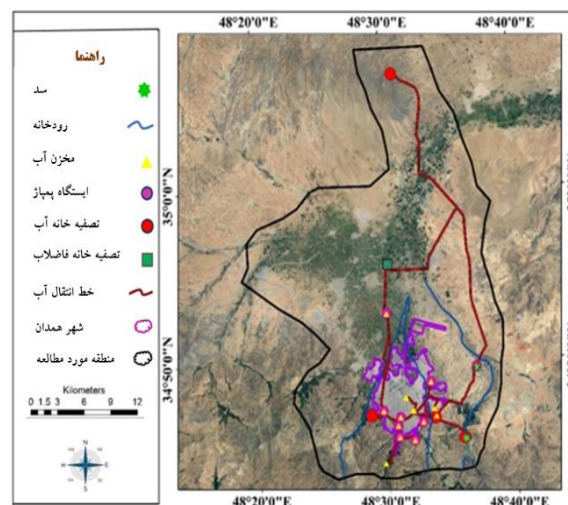 48°20'0"E 48°30'0"E 48°40'0"E
راهنما
سد
رودخانه
مخزن آب
ایستگاه پمپاژ
تصفیه خانه آب
تصفیه خانه فاضلاب
خط انتقال آب
شهر همدان
منطقه مورد مطالعه
Kilometers
0 1.5 3 6 9 12
N
W E
S
35°0'0"N
34°50'0"N
48°20'0"E 48°30'0"E 48°40'0"E